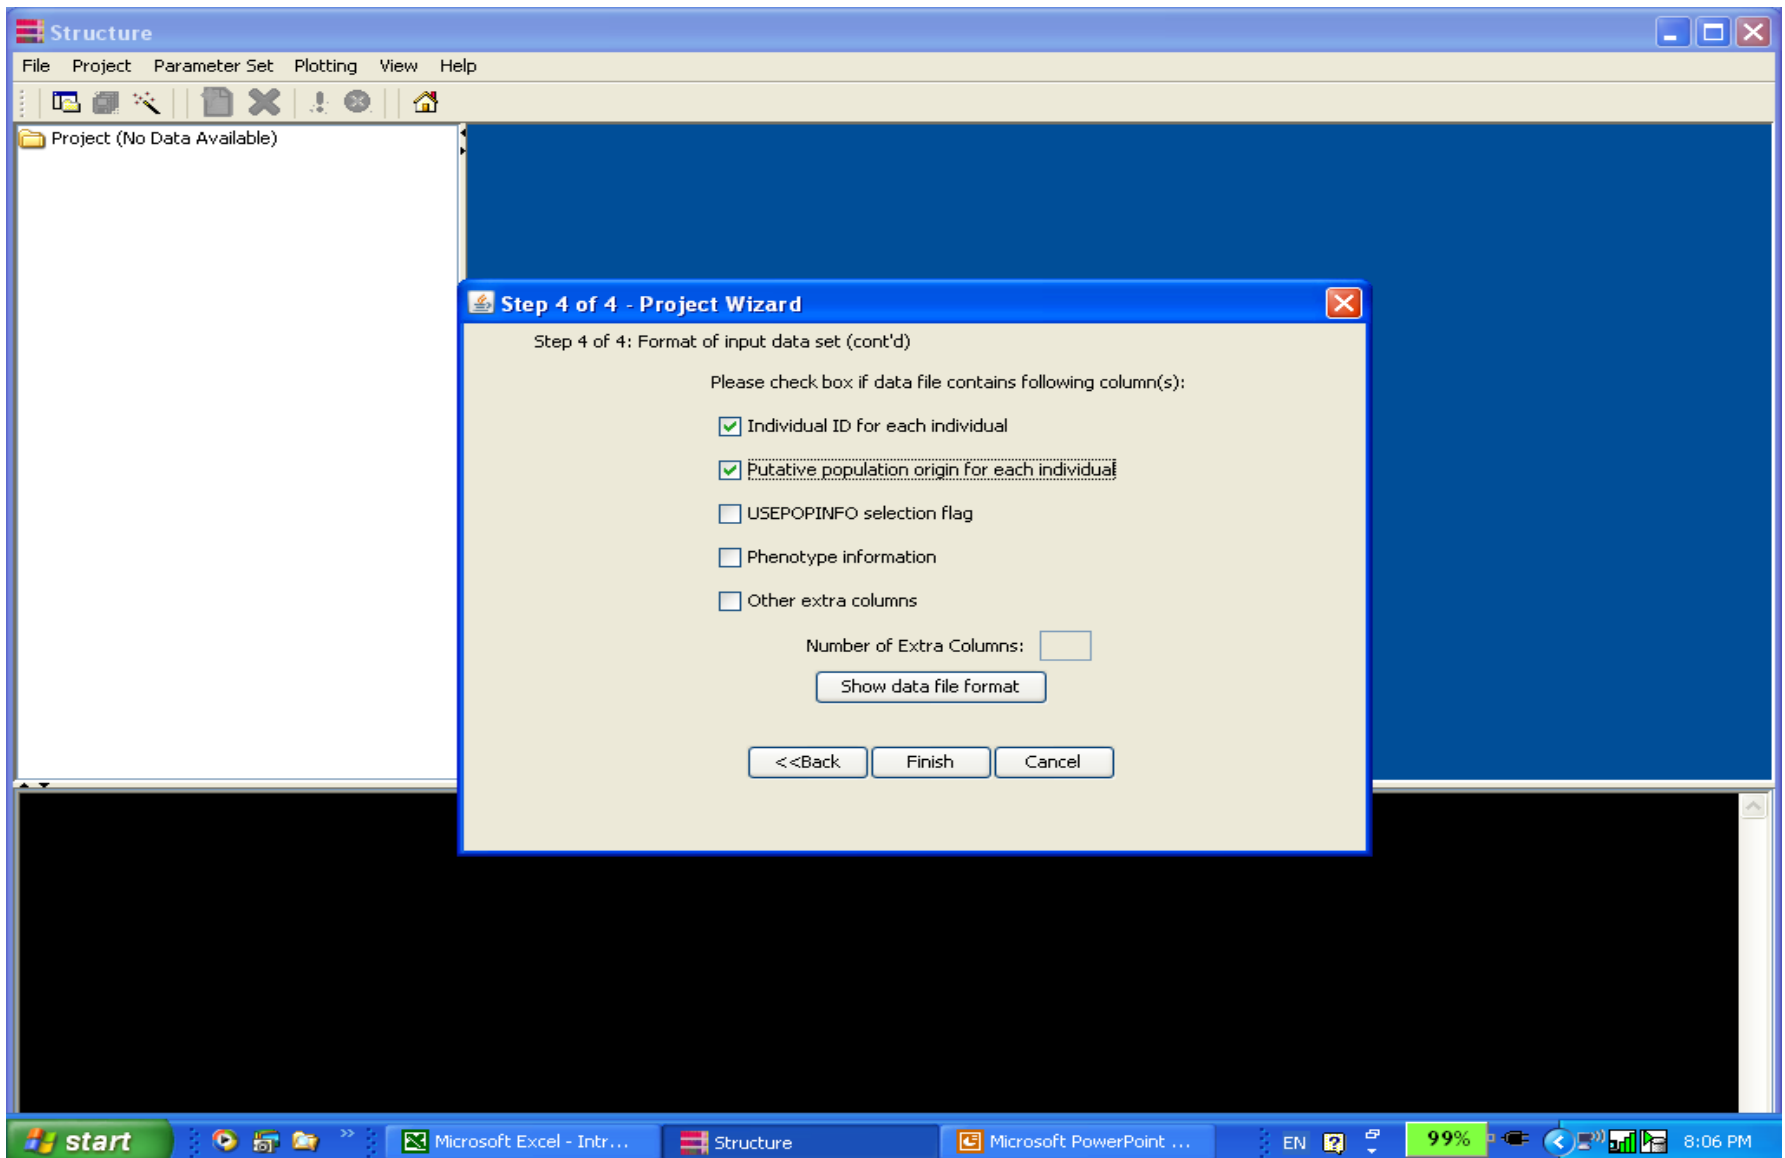 Structure
File Project Parameter Set Plotting View Help
Project (No Data Available)
Step 4 of 4 - Project Wizard
Step 4 of 4: Format of input data set (cont'd)
Please check box if data file contains following column(s):
Individual ID for each individual
Putative population origin for each individual
USEPOPINFO selection flag
Phenotype information
Other extra columns
Number of Extra Columns:
Show data file format
<<Back Finish Cancel
start Microsoft Excel - Intr... Structure Microsoft PowerPoint ... EN 99% 8:06 PM